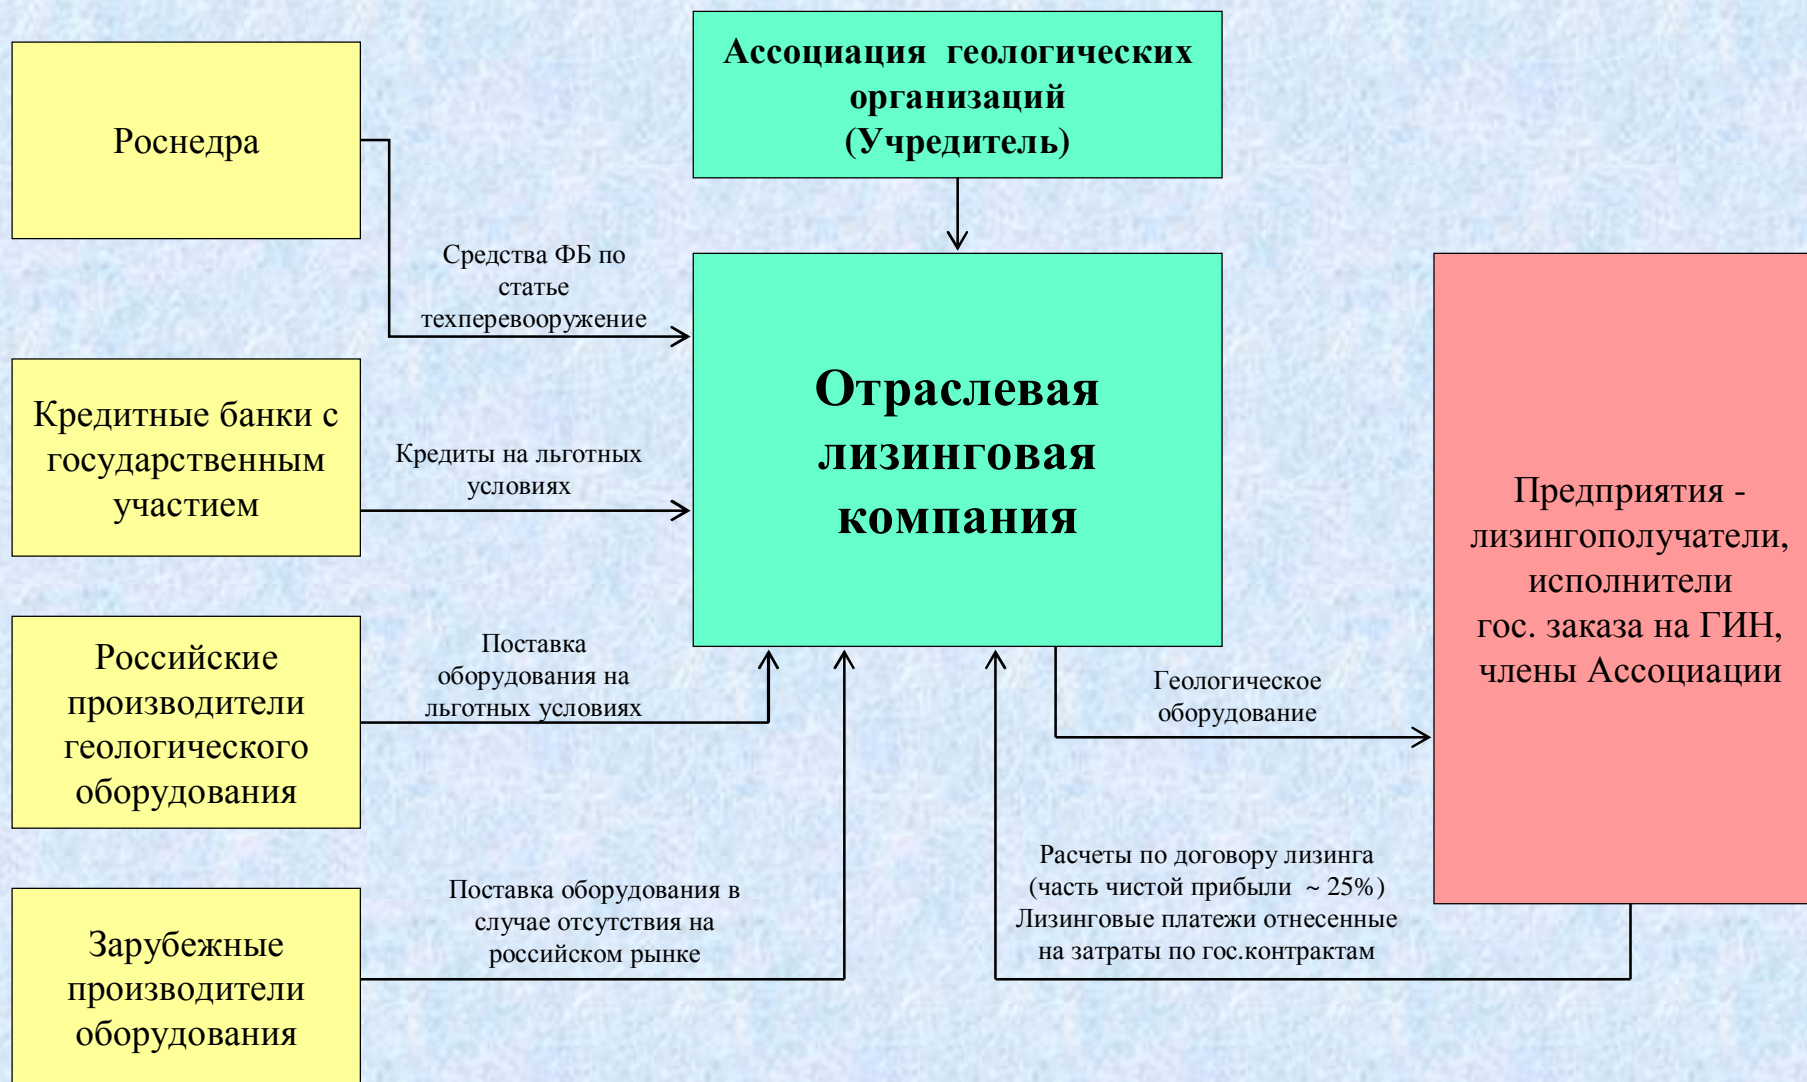 Ассоциация геологических
организаций
(Учредитель)
Роснедра
Средства ФБ по
статье
техперевооружение
Отраслевая
лизинговая
компания
Кредитные банки с
государственным
участием
Кредиты на льготных
условиях
Предприятия -
лизингополучатели,
исполнители
гос. заказа на ГИН,
члены Ассоциации
Российские
производители
геологического
оборудования
Поставка
оборудования на
льготных условиях
Геологическое
оборудование
Зарубежные
производители
оборудования
Поставка оборудования в
случае отсутствия на
российском рынке
Расчеты по договору лизинга
(часть чистой прибыли ~ 25%)
Лизинговые платежи отнесенные
на затраты по гос.контрактам